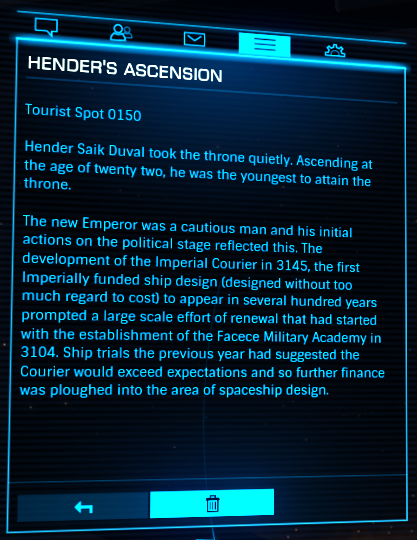 HENDER'S ASCENSION
Tourist Spot 0150
Hender Saik Duval took the throne quietly. Ascending at
the age of twenty two, he was the youngest to attain the
throne.
The new Emperor was a cautious man and his initial
actions on the political stage reflected this. The
development of the Imperial Courier in 3145, the first
Imperially funded ship design (designed without too
much regard to cost) to appear in several hundred years
prompted a large scale effort of renewal that had started
with the establishment of the Facece Military Academy in
3104. Ship trials the previous year had suggested the
Courier would exceed expectations and so further finance
was ploughed into the area of spaceship design.